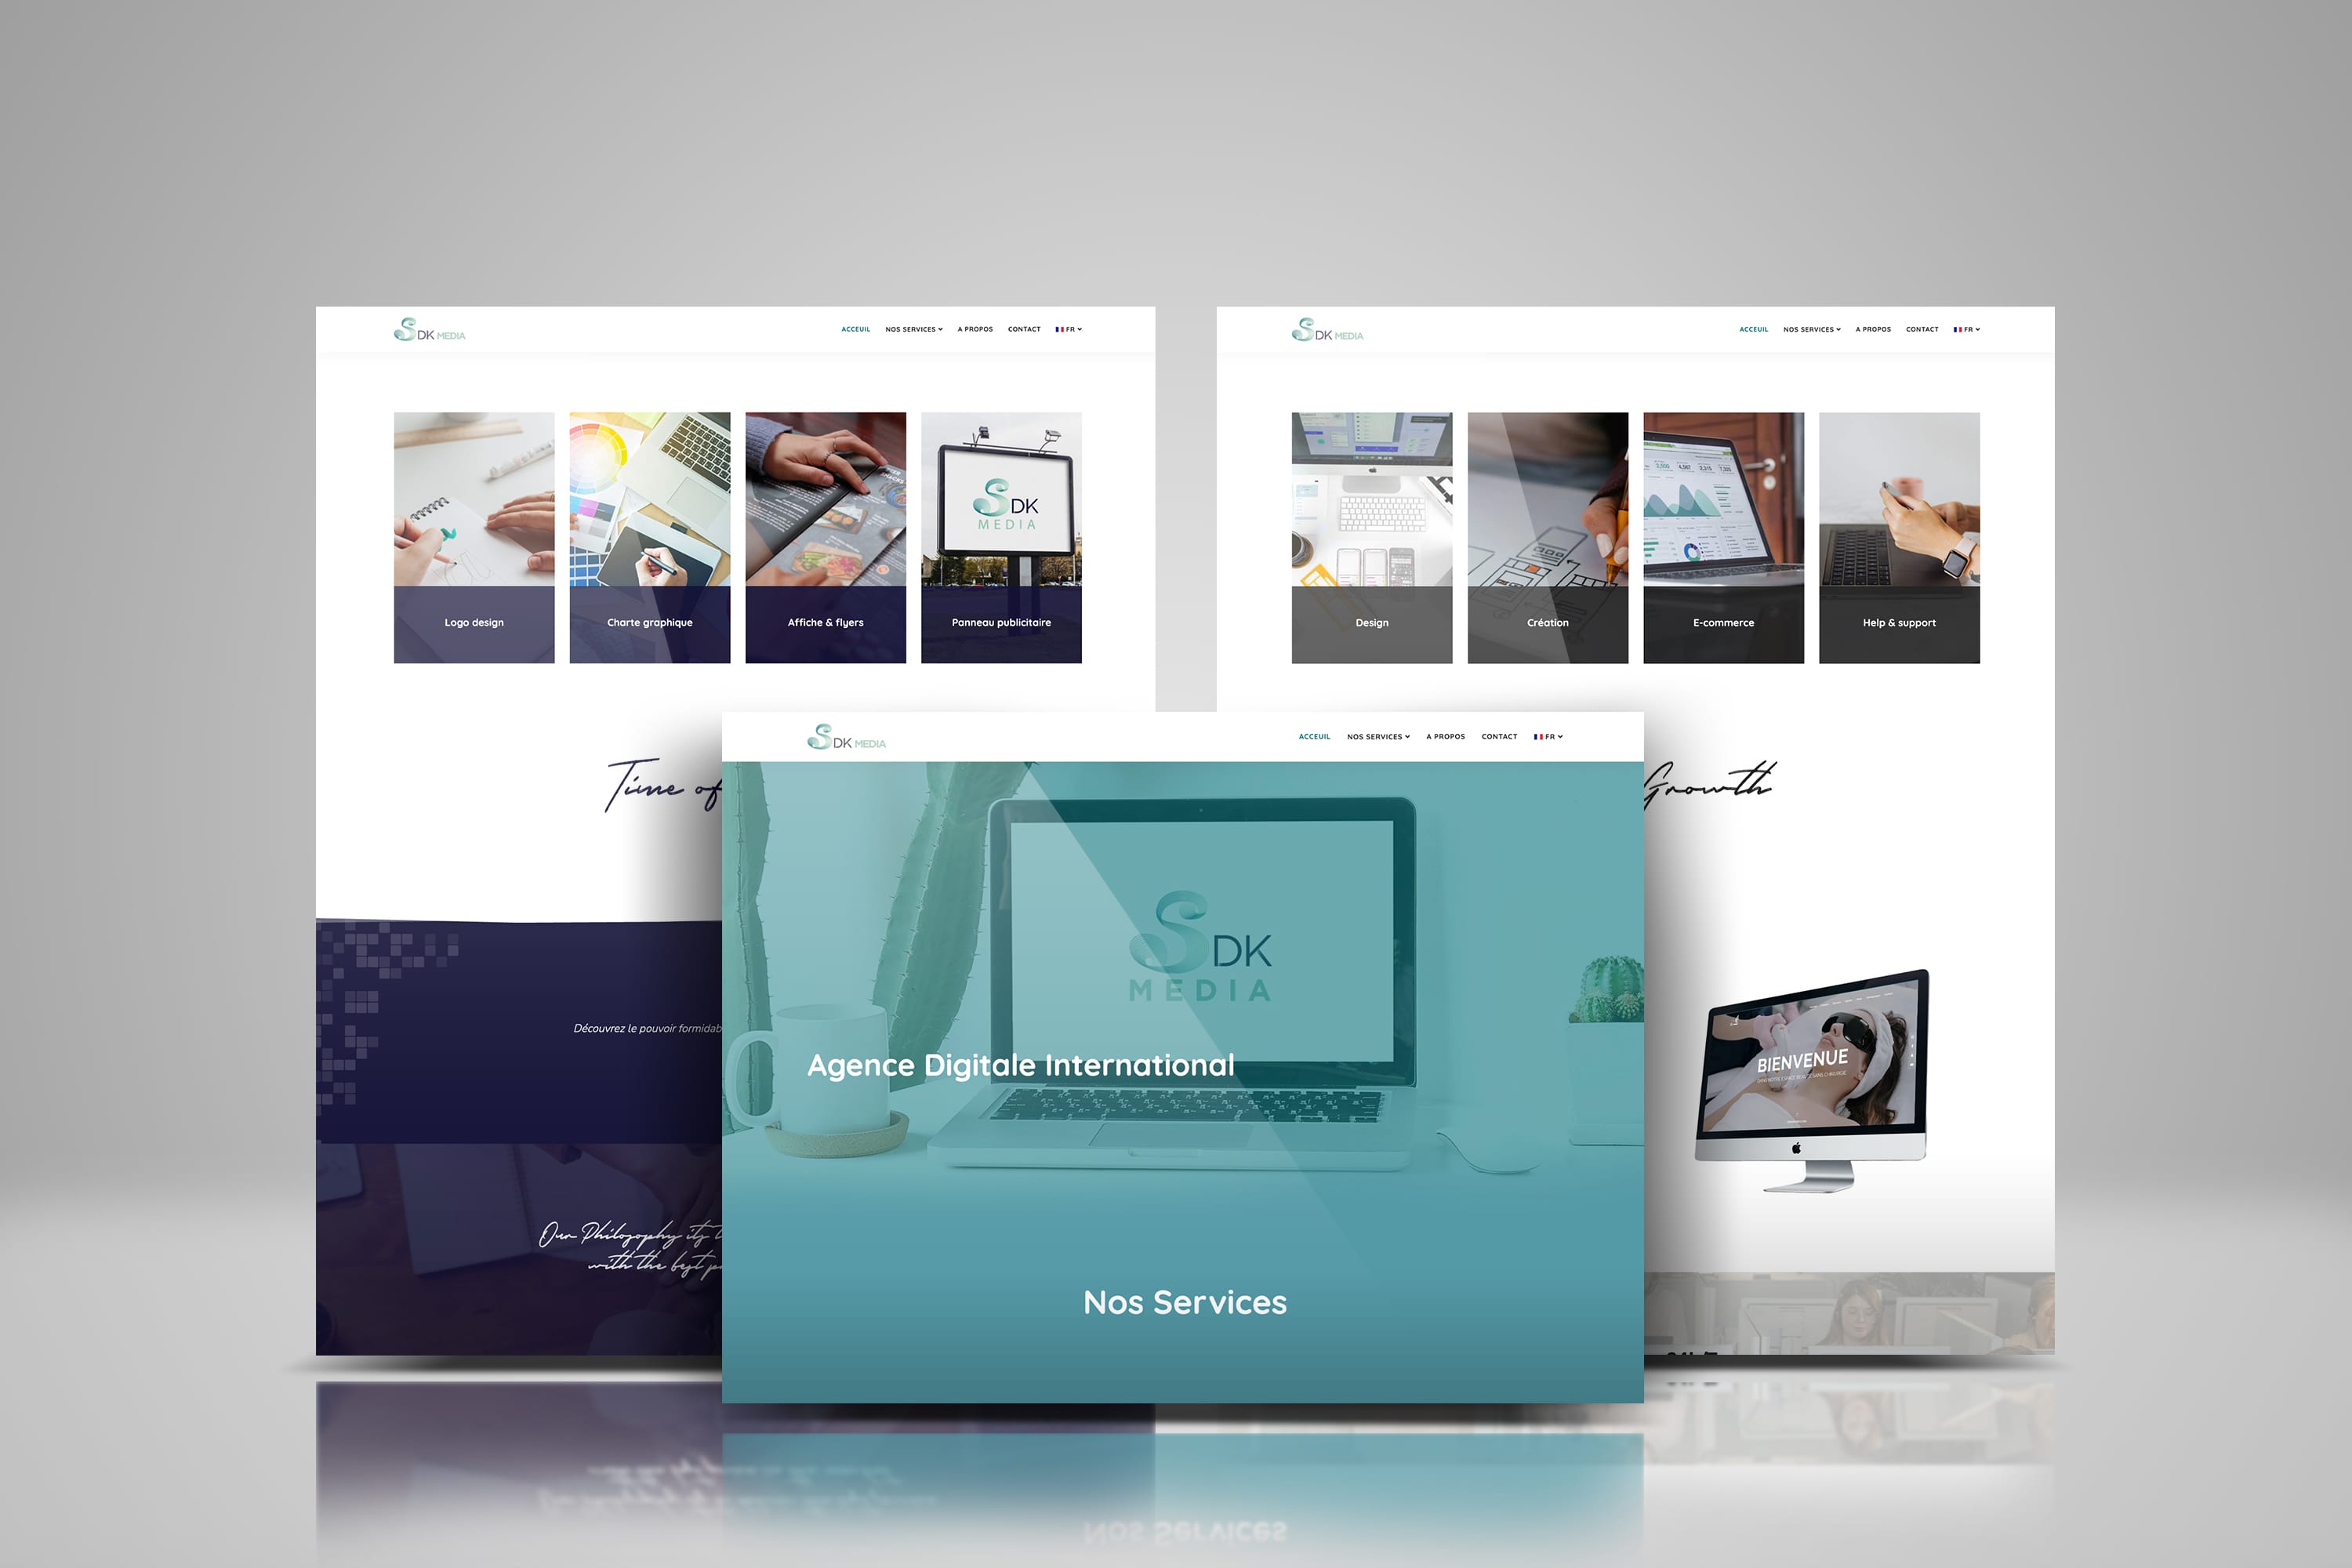 SDK MEDIA
ACCEUIL NOS SERVICES A PROPOS CONTACT FR
SDK
MEDIA
Logo design
Charte graphique
Affiche & flyers
Panneau publicitaire
Time of
Découvrez le pouvoir formidab
Our Philosophy its
with the best
SDK MEDIA
ACCEUIL NOS SERVICES A PROPOS CONTACT FR
Design
Création
E-commerce
Help & support
Growth
BIENVENUE
SDK MEDIA
ACCEUIL NOS SERVICES A PROPOS CONTACT FR
SDK
MEDIA
Agence Digitale International
Nos Services